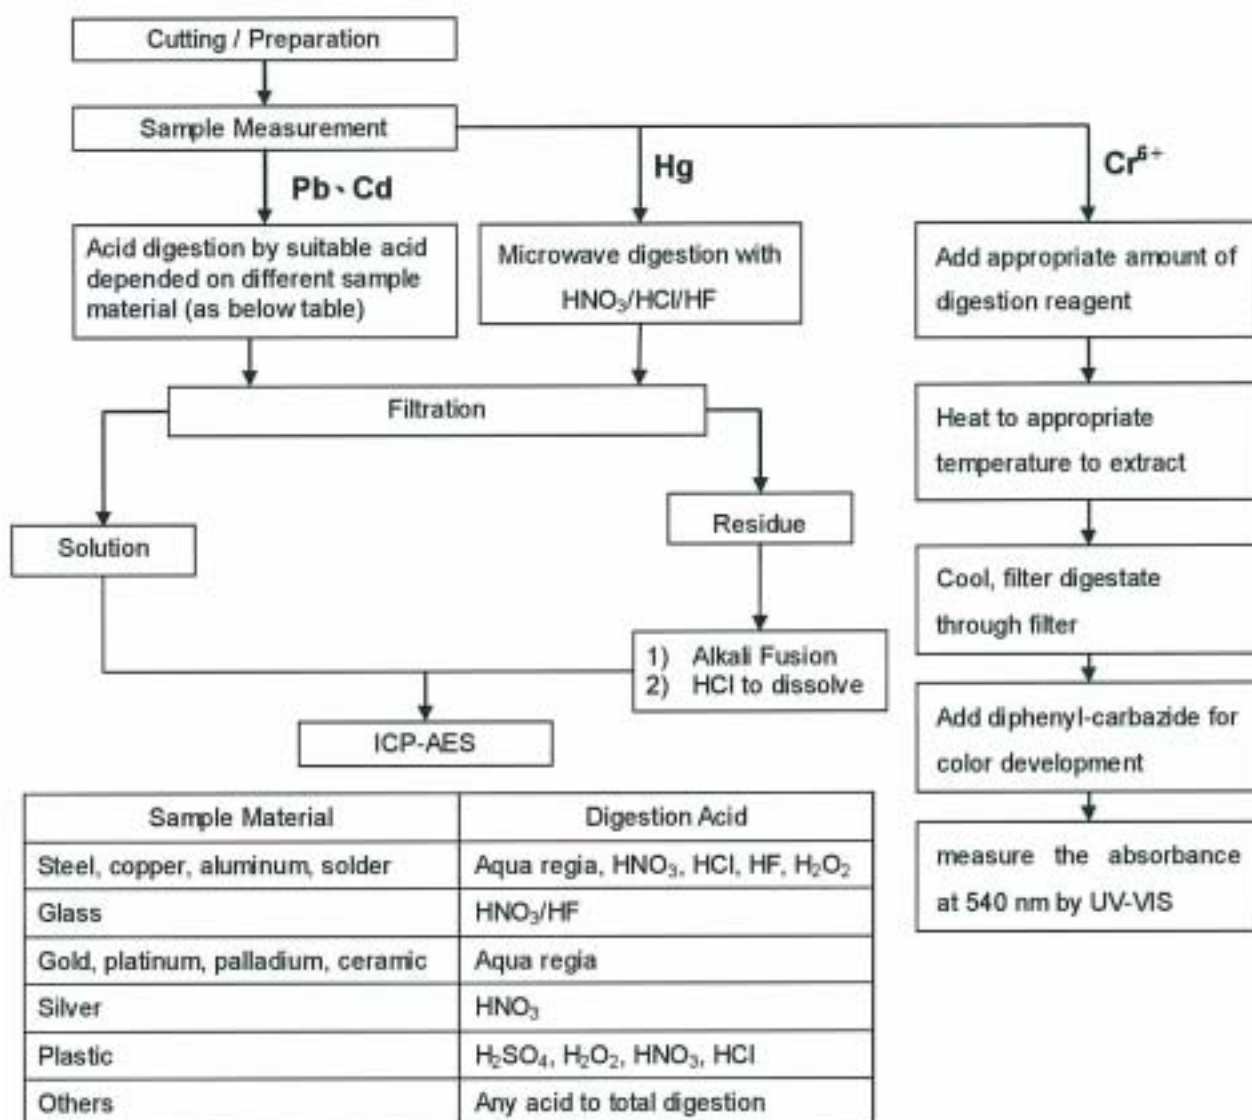 Cutting / Preparation
Sample Measurement
Pb、Cd
Hg
Cr⁶⁺
Acid digestion by suitable acid
depended on different sample
material (as below table)
Microwave digestion with
HNO₃/HCl/HF
Add appropriate amount of
digestion reagent
Filtration
Heat to appropriate
temperature to extract
Solution
Residue
Cool, filter digestate
through filter
1) Alkali Fusion
2) HCl to dissolve
ICP-AES
Add diphenyl-carbazide for
color development
measure the absorbance
at 540 nm by UV-VIS
Sample Material Digestion Acid
Steel, copper, aluminum, solder Aqua regia, HNO₃, HCl, HF, H₂O₂
Glass HNO₃/HF
Gold, platinum, palladium, ceramic Aqua regia
Silver HNO₃
Plastic H₂SO₄, H₂O₂, HNO₃, HCl
Others Any acid to total digestion